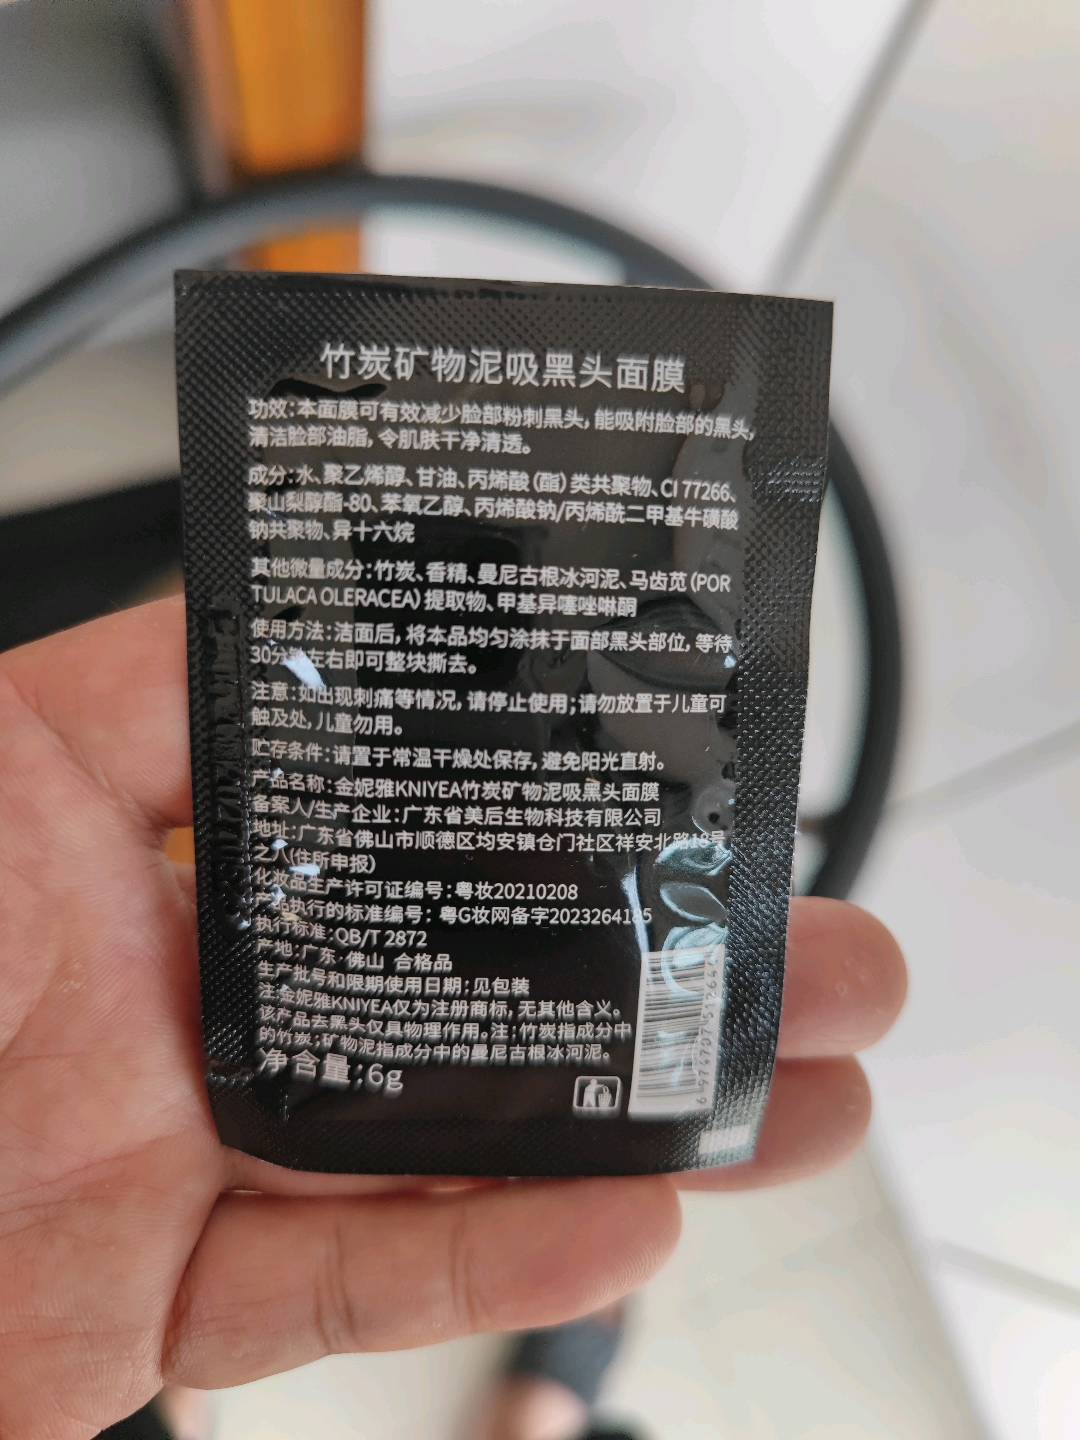 竹炭矿物泥吸黑头面膜
功效:本面膜可有效减少脸部粉刺黑头,能吸附脸部的黑头,
清洁脸部油脂,令肌肤干净清透。
成分:水、聚乙烯醇、甘油、丙烯酸(酯)类共聚物、CI 77266、
聚山梨醇酯-80、苯氧乙醇、丙烯酸钠/丙烯酰二甲基牛磺酸
钠共聚物、异十六烷
其他微量成分:竹炭、香精、曼尼古根冰河泥、马齿苋(POR
TULACA OLERACEA)提取物、甲基异噻唑啉酮
使用方法:洁面后,将本品均匀涂抹于面部黑头部位,等待
30分钟左右即可整块撕去。
注意:如出现刺痛等情况,请停止使用;请勿放置于儿童可
触及处,儿童勿用。
贮存条件:请置于常温干燥处保存,避免阳光直射。
产品名称:金妮雅KNIYEA竹炭矿物泥吸黑头面膜
备案人/生产企业:广东省美后生物科技有限公司
地址:广东省佛山市顺德区均安镇仓门社区祥安北路18号
之八(住所申报)
化妆品生产许可证编号:粤妆20210208
产品执行的标准编号: 粤G妆网备字2023264185
执行标准:QB/T 2872
产地:广东·佛山 合格品
生产批号和限期使用日期:见包装
注:金妮雅KNIYEA仅为注册商标,无其他含义。
该产品去黑头仅具物理作用。注:竹炭指成分中
的竹炭;矿物泥指成分中的曼尼古根冰河泥。
净含量:6g